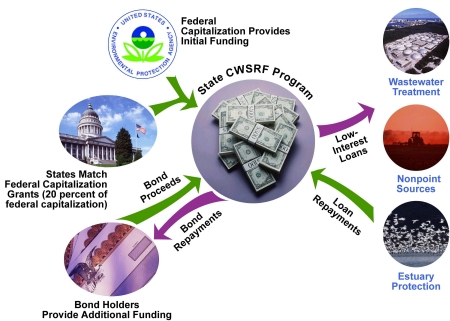 UNITED STATES
ENVIRONMENTAL PROTECTION AGENCY
Federal
Capitalization Provides
Initial Funding
State CWSRF Program
Wastewater
Treatment
States Match
Federal Capitalization
Grants (20 percent of
federal capitalization)
Bond
Proceeds
Bond
Repayments
Low-
Interest
Loans
Loan
Repayments
Nonpoint
Sources
Estuary
Protection
Bond Holders
Provide Additional Funding